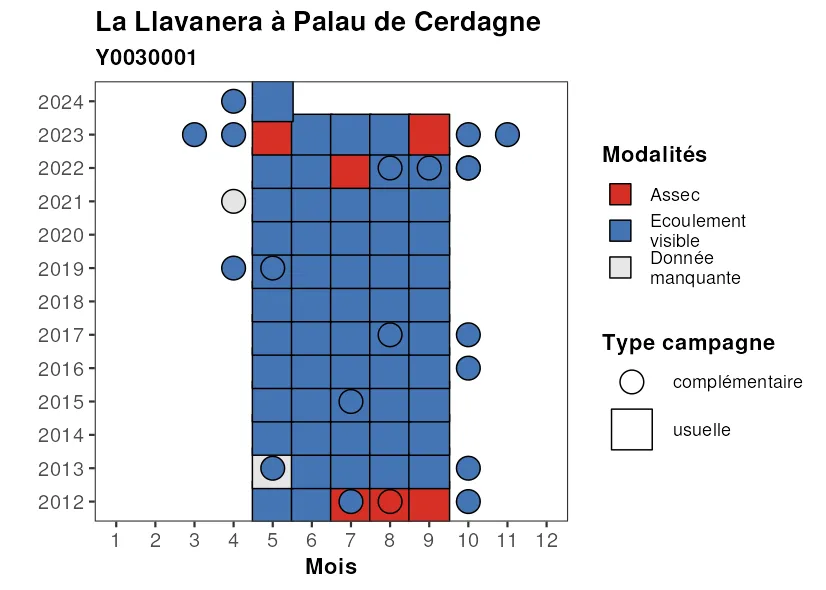 La Llavanera à Palau de Cerdagne
Y0030001
2024
2023
2022
2021
2020
2019
2018
2017
2016
2015
2014
2013
2012
1 2 3 4 5 6 7 8 9 10 11 12
Mois
Modalités
Assec
Ecoulement
visible
Donnée
manquante
Type campagne
complémentaire
usuelle